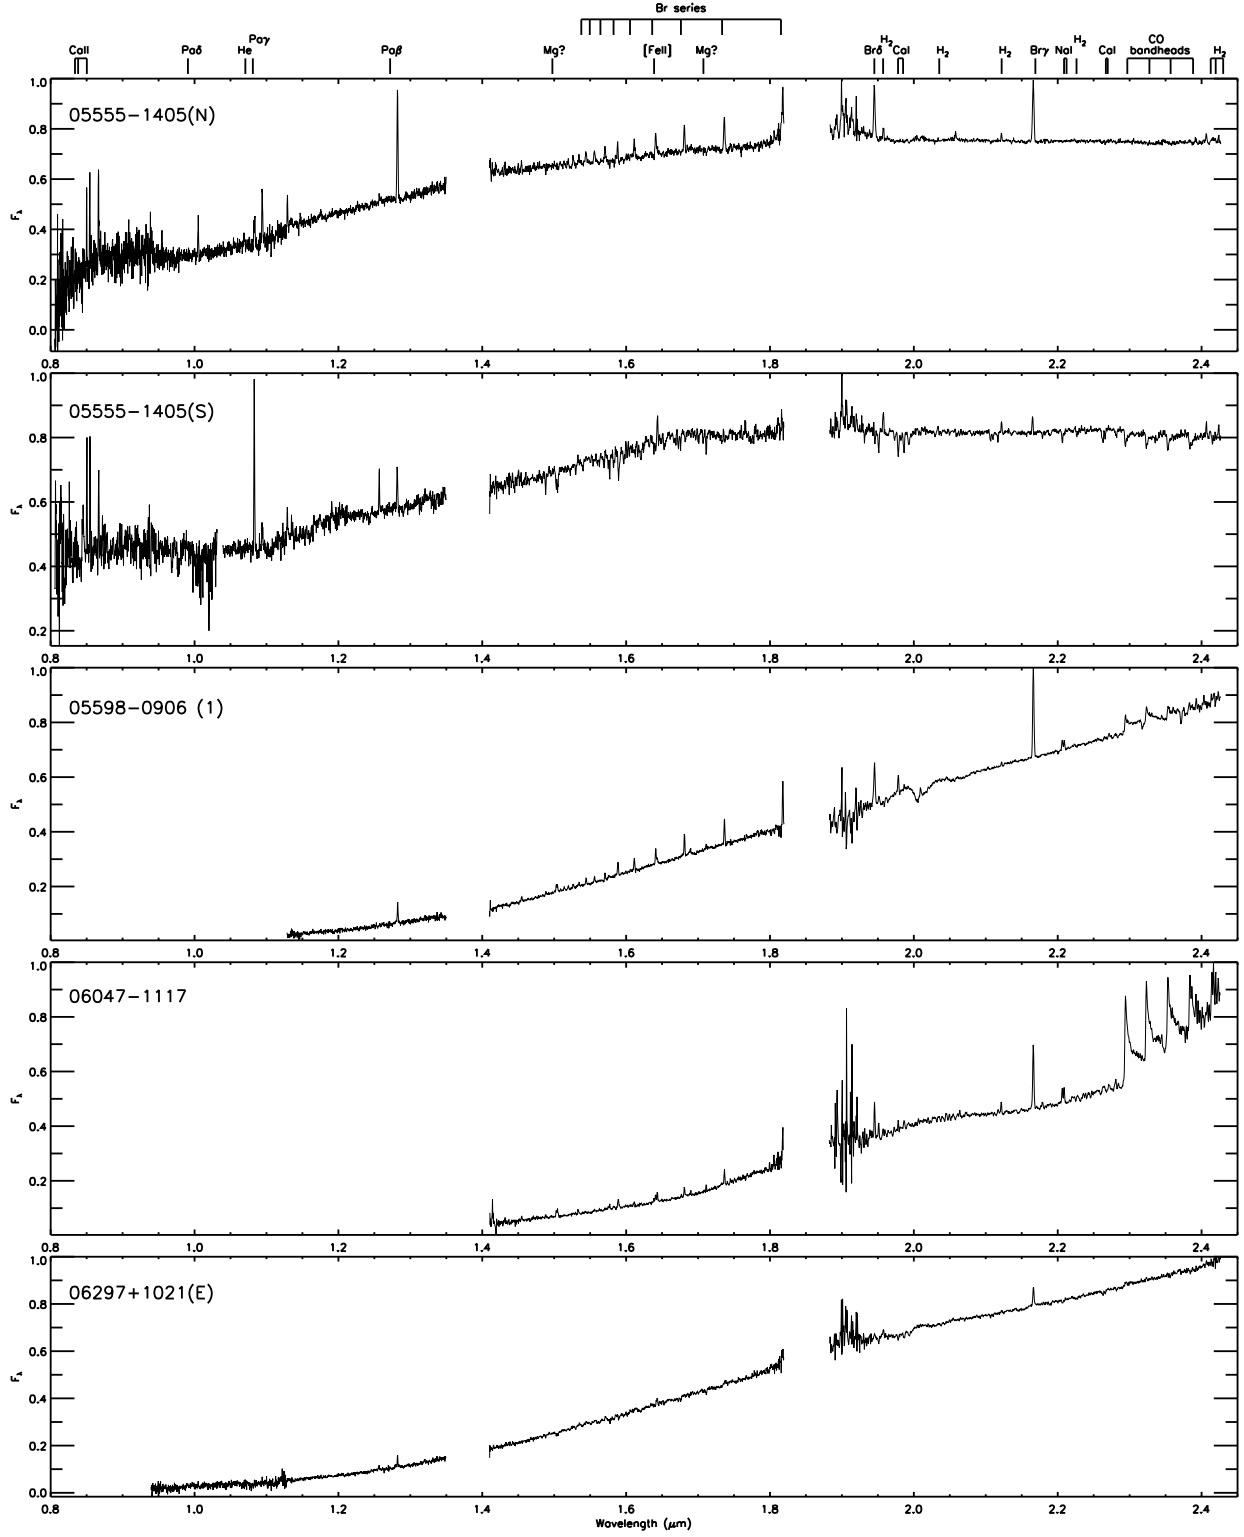 Br series
CaII Paδ He Paγ Paβ Mg? [FeII] Mg? Brδ H2 CaI H2 H2 Brγ NaI H2 CaI CO bandheads H2
1.0
0.8
0.6
0.4
0.2
0.0
Fλ
05555-1405(N)
0.8 1.0 1.2 1.4 1.6 1.8 2.0 2.2 2.4
1.0
0.8
0.6
0.4
0.2
Fλ
05555-1405(S)
0.8 1.0 1.2 1.4 1.6 1.8 2.0 2.2 2.4
1.0
0.8
0.6
0.4
0.2
Fλ
05598-0906 (1)
0.8 1.0 1.2 1.4 1.6 1.8 2.0 2.2 2.4
1.0
0.8
0.6
0.4
0.2
Fλ
06047-1117
0.8 1.0 1.2 1.4 1.6 1.8 2.0 2.2 2.4
1.0
0.8
0.6
0.4
0.2
0.0
Fλ
06297+1021(E)
0.8 1.0 1.2 1.4 1.6 1.8 2.0 2.2 2.4
Wavelength (μm)